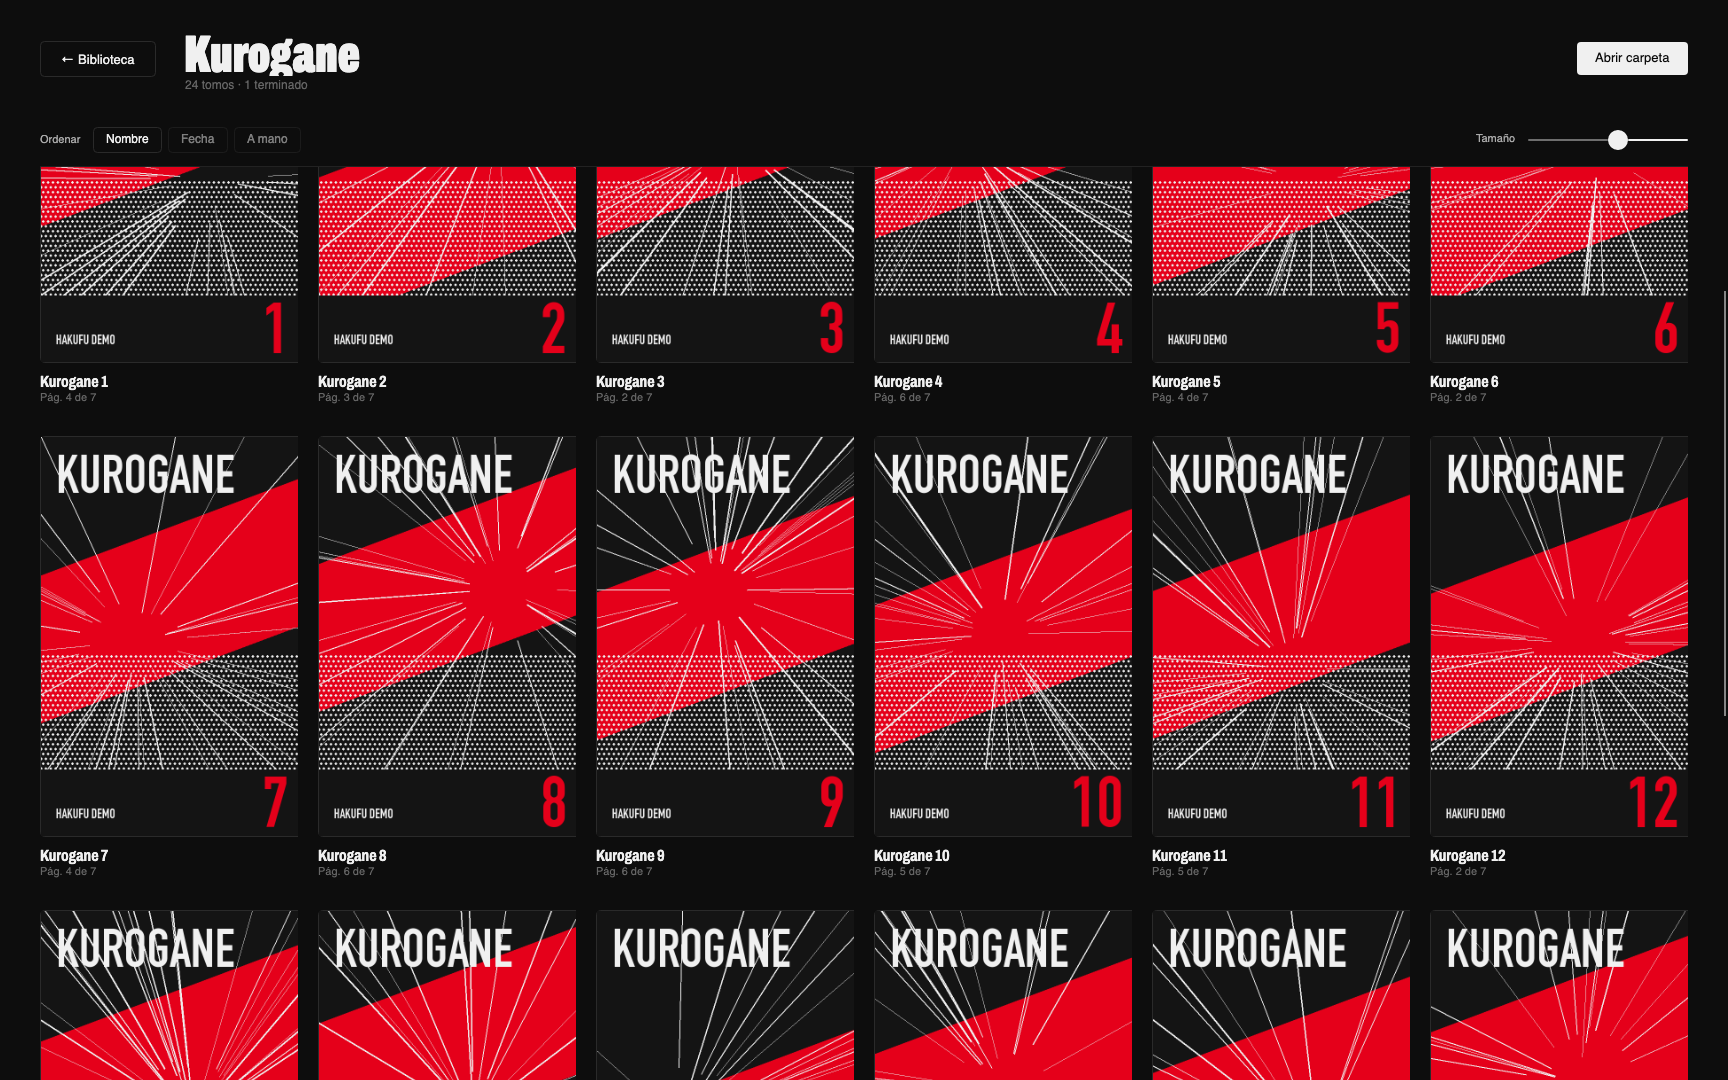 ← Biblioteca
Kurogane
24 tomos · 1 terminado
Abrir carpeta
Ordenar
Nombre
Fecha
A mano
Tamaño
HAKUFU DEMO
1
HAKUFU DEMO
2
HAKUFU DEMO
3
HAKUFU DEMO
4
HAKUFU DEMO
5
HAKUFU DEMO
6
Kurogane 1
Pág. 4 de 7
Kurogane 2
Pág. 3 de 7
Kurogane 3
Pág. 2 de 7
Kurogane 4
Pág. 6 de 7
Kurogane 5
Pág. 4 de 7
Kurogane 6
Pág. 2 de 7
KUROGANE
HAKUFU DEMO
7
KUROGANE
HAKUFU DEMO
8
KUROGANE
HAKUFU DEMO
9
KUROGANE
HAKUFU DEMO
10
KUROGANE
HAKUFU DEMO
11
KUROGANE
HAKUFU DEMO
12
Kurogane 7
Pág. 4 de 7
Kurogane 8
Pág. 6 de 7
Kurogane 9
Pág. 6 de 7
Kurogane 10
Pág. 5 de 7
Kurogane 11
Pág. 5 de 7
Kurogane 12
Pág. 2 de 7
KUROGANE
KUROGANE
KUROGANE
KUROGANE
KUROGANE
KUROGANE